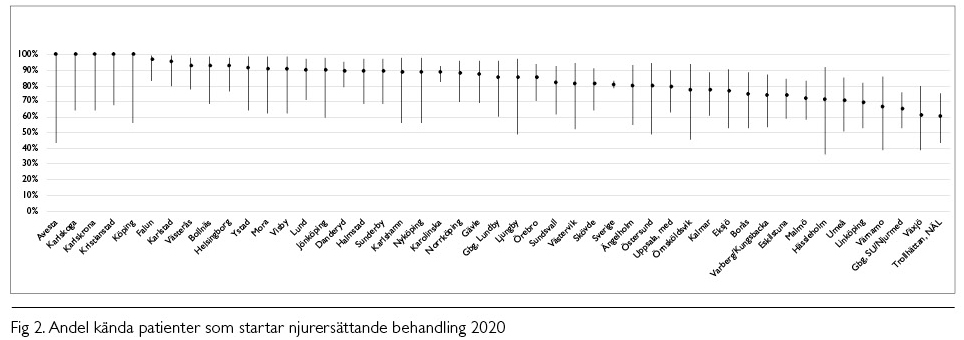 100%
90%
80%
70%
60%
50%
40%
30%
20%
10%
0%
Avesta
Karlskoga
Karlskrona
Kristianstad
Köping
Falun
Karlstad
Västerås
Bollnäs
Helsingborg
Ystad
Mora
Visby
Lund
Jönköping
Danderyd
Halmstad
Sunderby
Karlshamn
Nyköping
Karolinska
Norrköping
Gävle
Gbg. Lundby
Ljungby
Örebro
Sundsvall
Västervik
Skövde
Sverige
Ängelholm
Östersund
Uppsala, med
Örnsköldsvik
Kalmar
Eksjö
Borås
Varberg/Kungsbacka
Eskilstuna
Malmö
Hässleholm
Umeå
Linköping
Värnamo
Gbg. SU/Njurmed
Växjö
Trollhättan, NÄL
Fig 2. Andel kända patienter som startar njurersättande behandling 2020